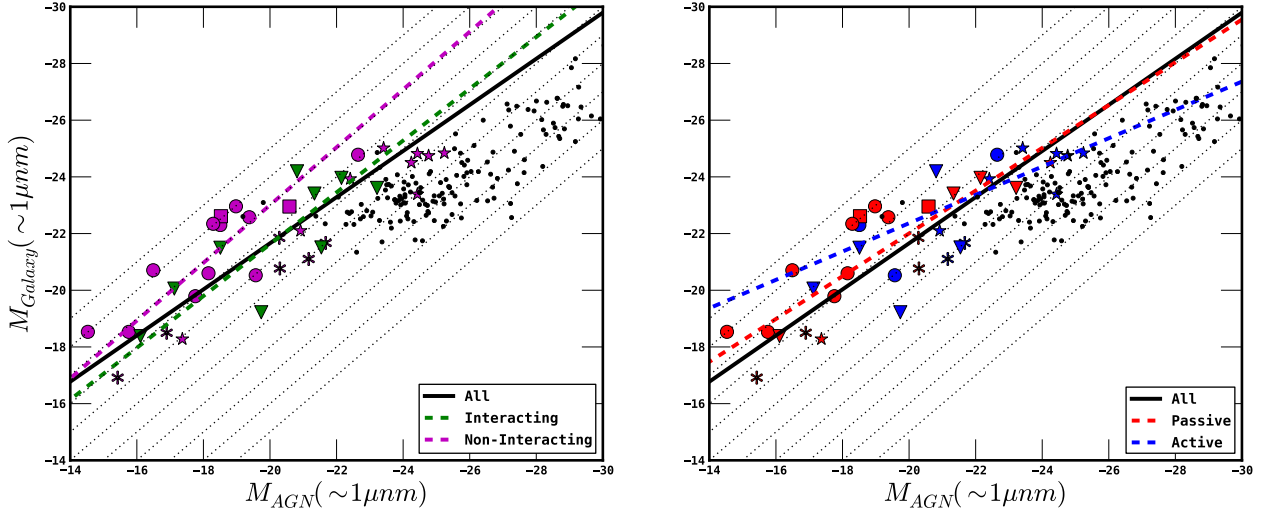 −30
−28
−26
−24
−22
−20
−18
−16
−14
−14 −16 −18 −20 −22 −24 −26 −28 −30
M_Galaxy(∼1μnm)
M_AGN(∼1μnm)
All
Interacting
Non-Interacting
−30
−28
−26
−24
−22
−20
−18
−16
−14
−14 −16 −18 −20 −22 −24 −26 −28 −30
M_AGN(∼1μnm)
All
Passive
Active